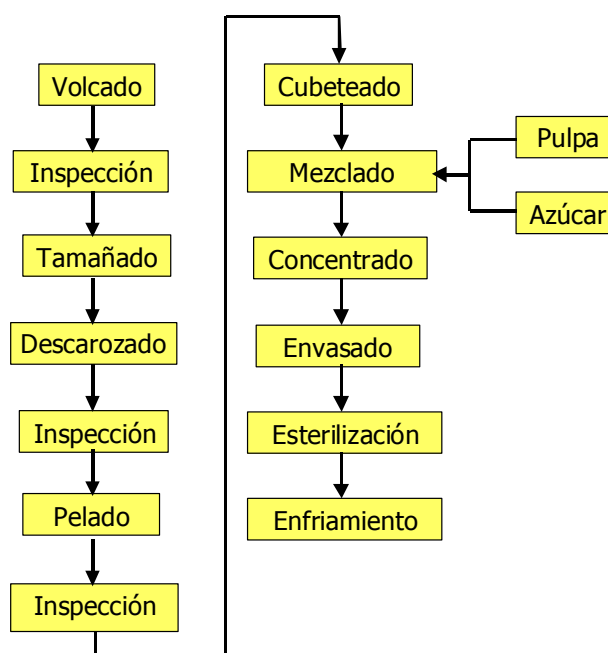 Volcado
Inspección
Tamañado
Descarozado
Inspección
Pelado
Inspección
Cubeteado
Mezclado
Pulpa
Azúcar
Concentrado
Envasado
Esterilización
Enfriamiento